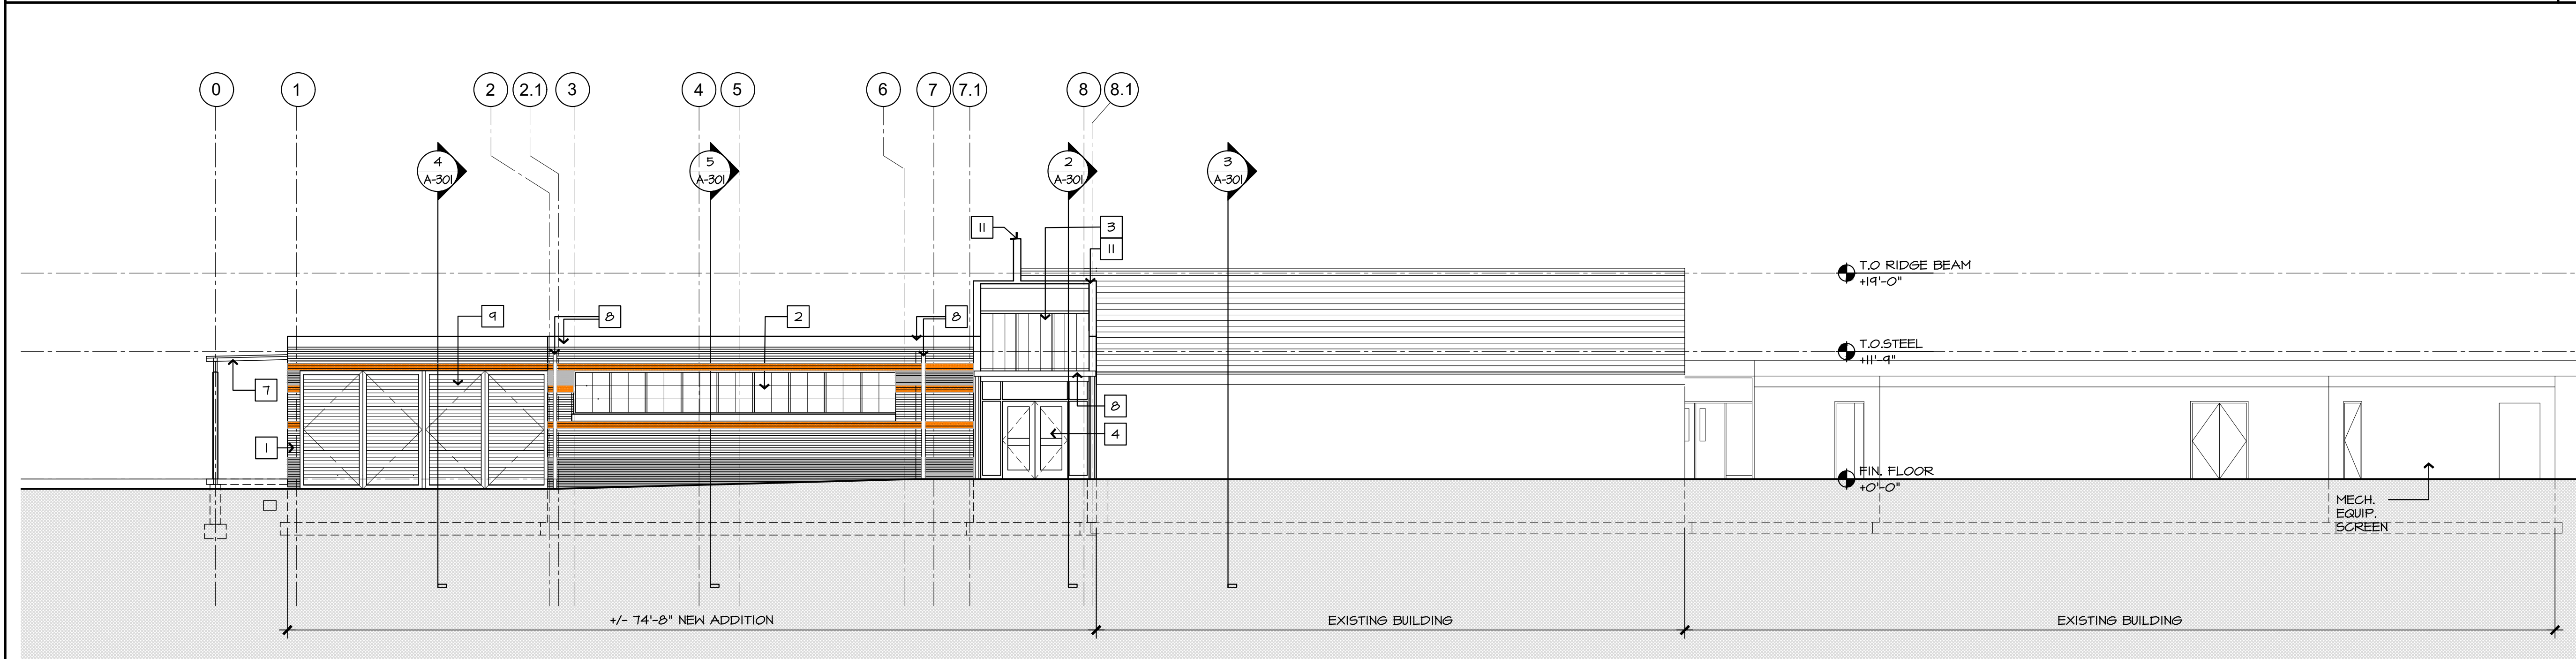 0
1
2
2.1
3
4
5
6
7
7.1
8
8.1
4
A-301
5
A-301
2
A-301
3
A-301
11
3
11
T.O RIDGE BEAM
+19'-0"
9
8
2
8
T.O.STEEL
+11'-9"
7
8
1
4
FIN. FLOOR
+0'-0"
MECH.
EQUIP.
SCREEN
+/- 74'-8" NEW ADDITION
EXISTING BUILDING
EXISTING BUILDING